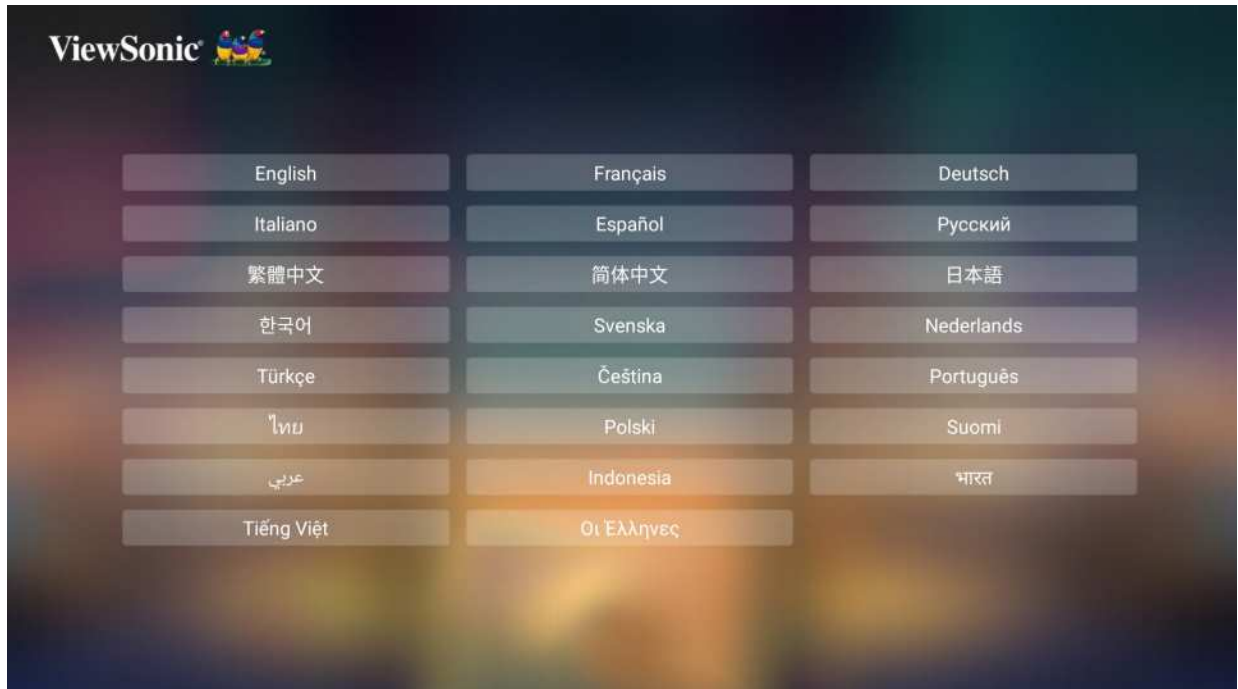 ViewSonic®
English Français Deutsch
Italiano Español Русский
繁體中文 简体中文 日本語
한국어 Svenska Nederlands
Türkçe Čeština Português
ไทย Polski Suomi
عربي Indonesia भारत
Tiếng Việt Οι Έλληνες